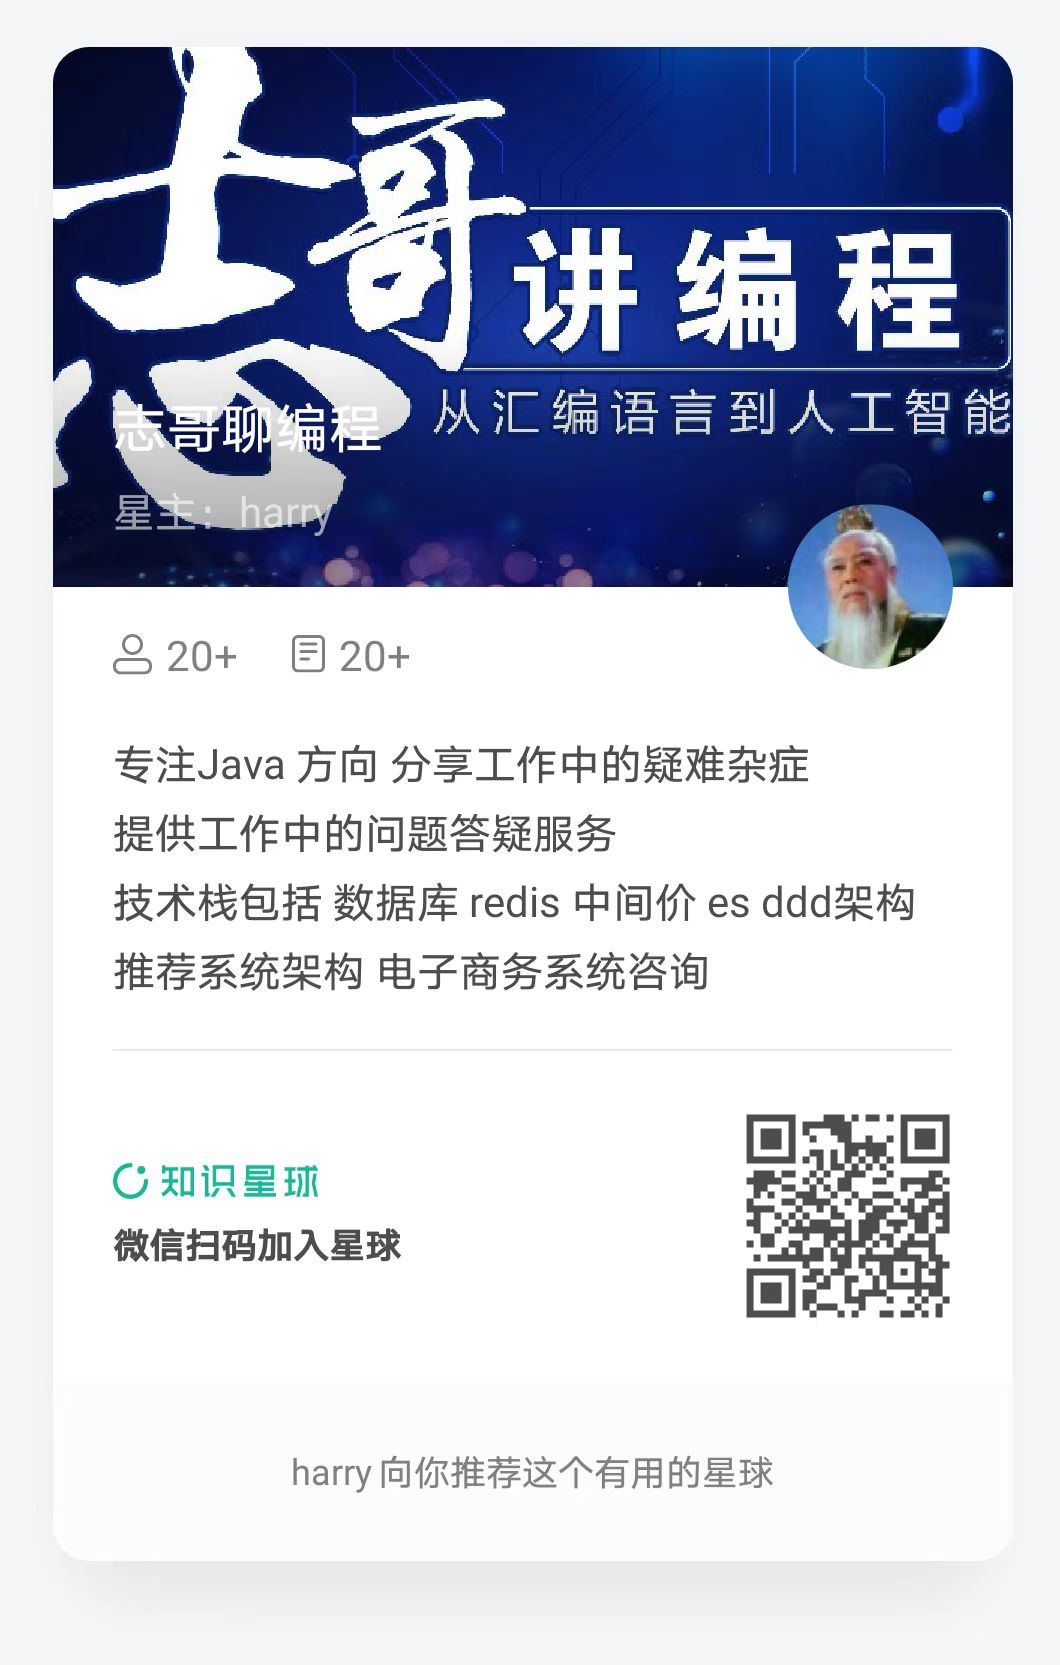 志哥讲编程
从汇编语言到人工智能
志哥聊编程
星主：harry
20+ 20+
专注Java 方向 分享工作中的疑难杂症
提供工作中的问题答疑服务
技术栈包括 数据库 redis 中间价 es ddd架构
推荐系统架构 电子商务系统咨询
知识星球
微信扫码加入星球
harry 向你推荐这个有用的星球